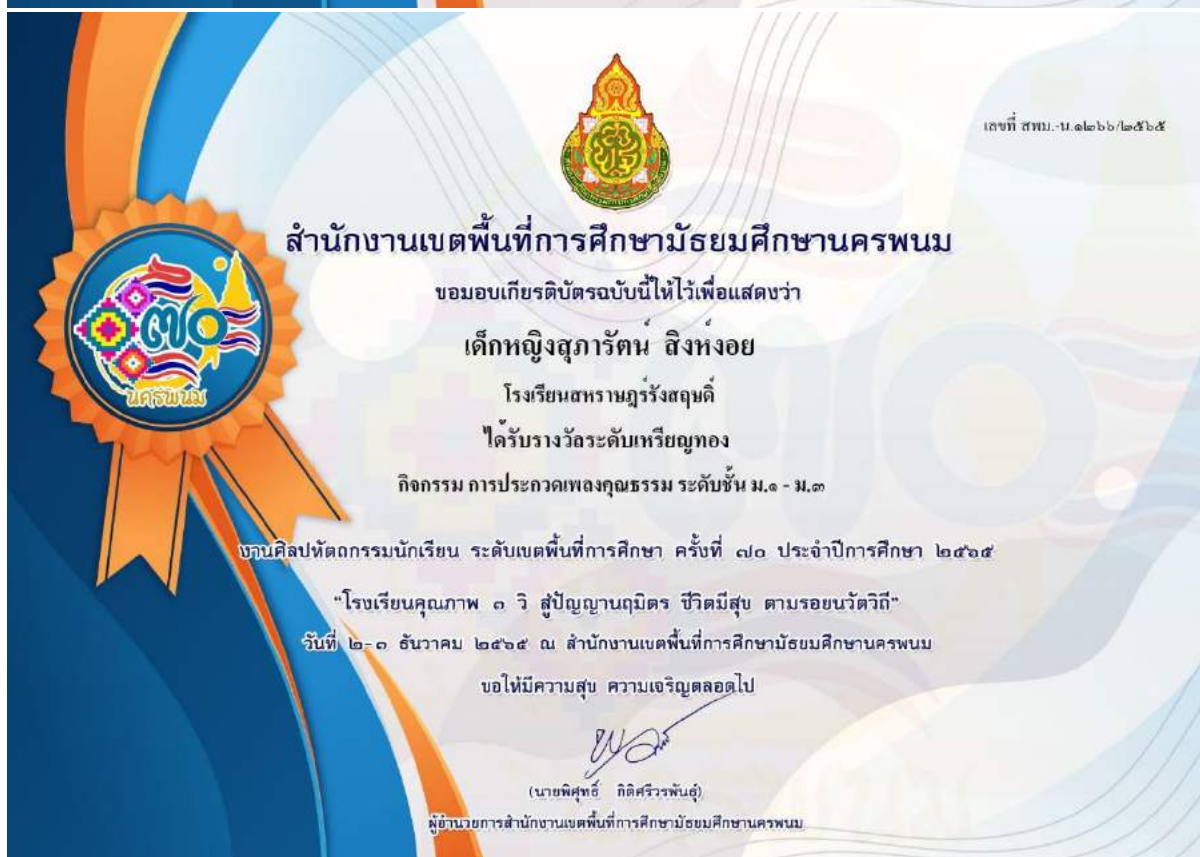 เลขที่ สพม.-น.๑๒๖๖/๒๕๖๕
สำนักงานเขตพื้นที่การศึกษามัธยมศึกษานครพนม
ขอมอบเกียรติบัตรฉบับนี้ให้ไว้เพื่อแสดงว่า
เด็กหญิงสุภารัตน์ สิงห์งอย
โรงเรียนสหราษฎร์รังสฤษดิ์
ได้รับรางวัลระดับเหรียญทอง
กิจกรรม การประกวดเพลงคุณธรรม ระดับชั้น ม.๑ - ม.๓
งานศิลปหัตถกรรมนักเรียน ระดับเขตพื้นที่การศึกษา ครั้งที่ ๗๐ ประจำปีการศึกษา ๒๕๖๕
"โรงเรียนคุณภาพ ๓ วิ สู่ปัญญานฤมิตร ชีวิตมีสุข ตามรอยนวัตวิถี"
วันที่ ๒-๓ ธันวาคม ๒๕๖๕ ณ สำนักงานเขตพื้นที่การศึกษามัธยมศึกษานครพนม
ขอให้มีความสุข ความเจริญตลอดไป
(นายพิศุทธิ์ กิติศรีวรพันธุ์)
ผู้อำนวยการสำนักงานเขตพื้นที่การศึกษามัธยมศึกษานครพนม
๗๐
นครพนม